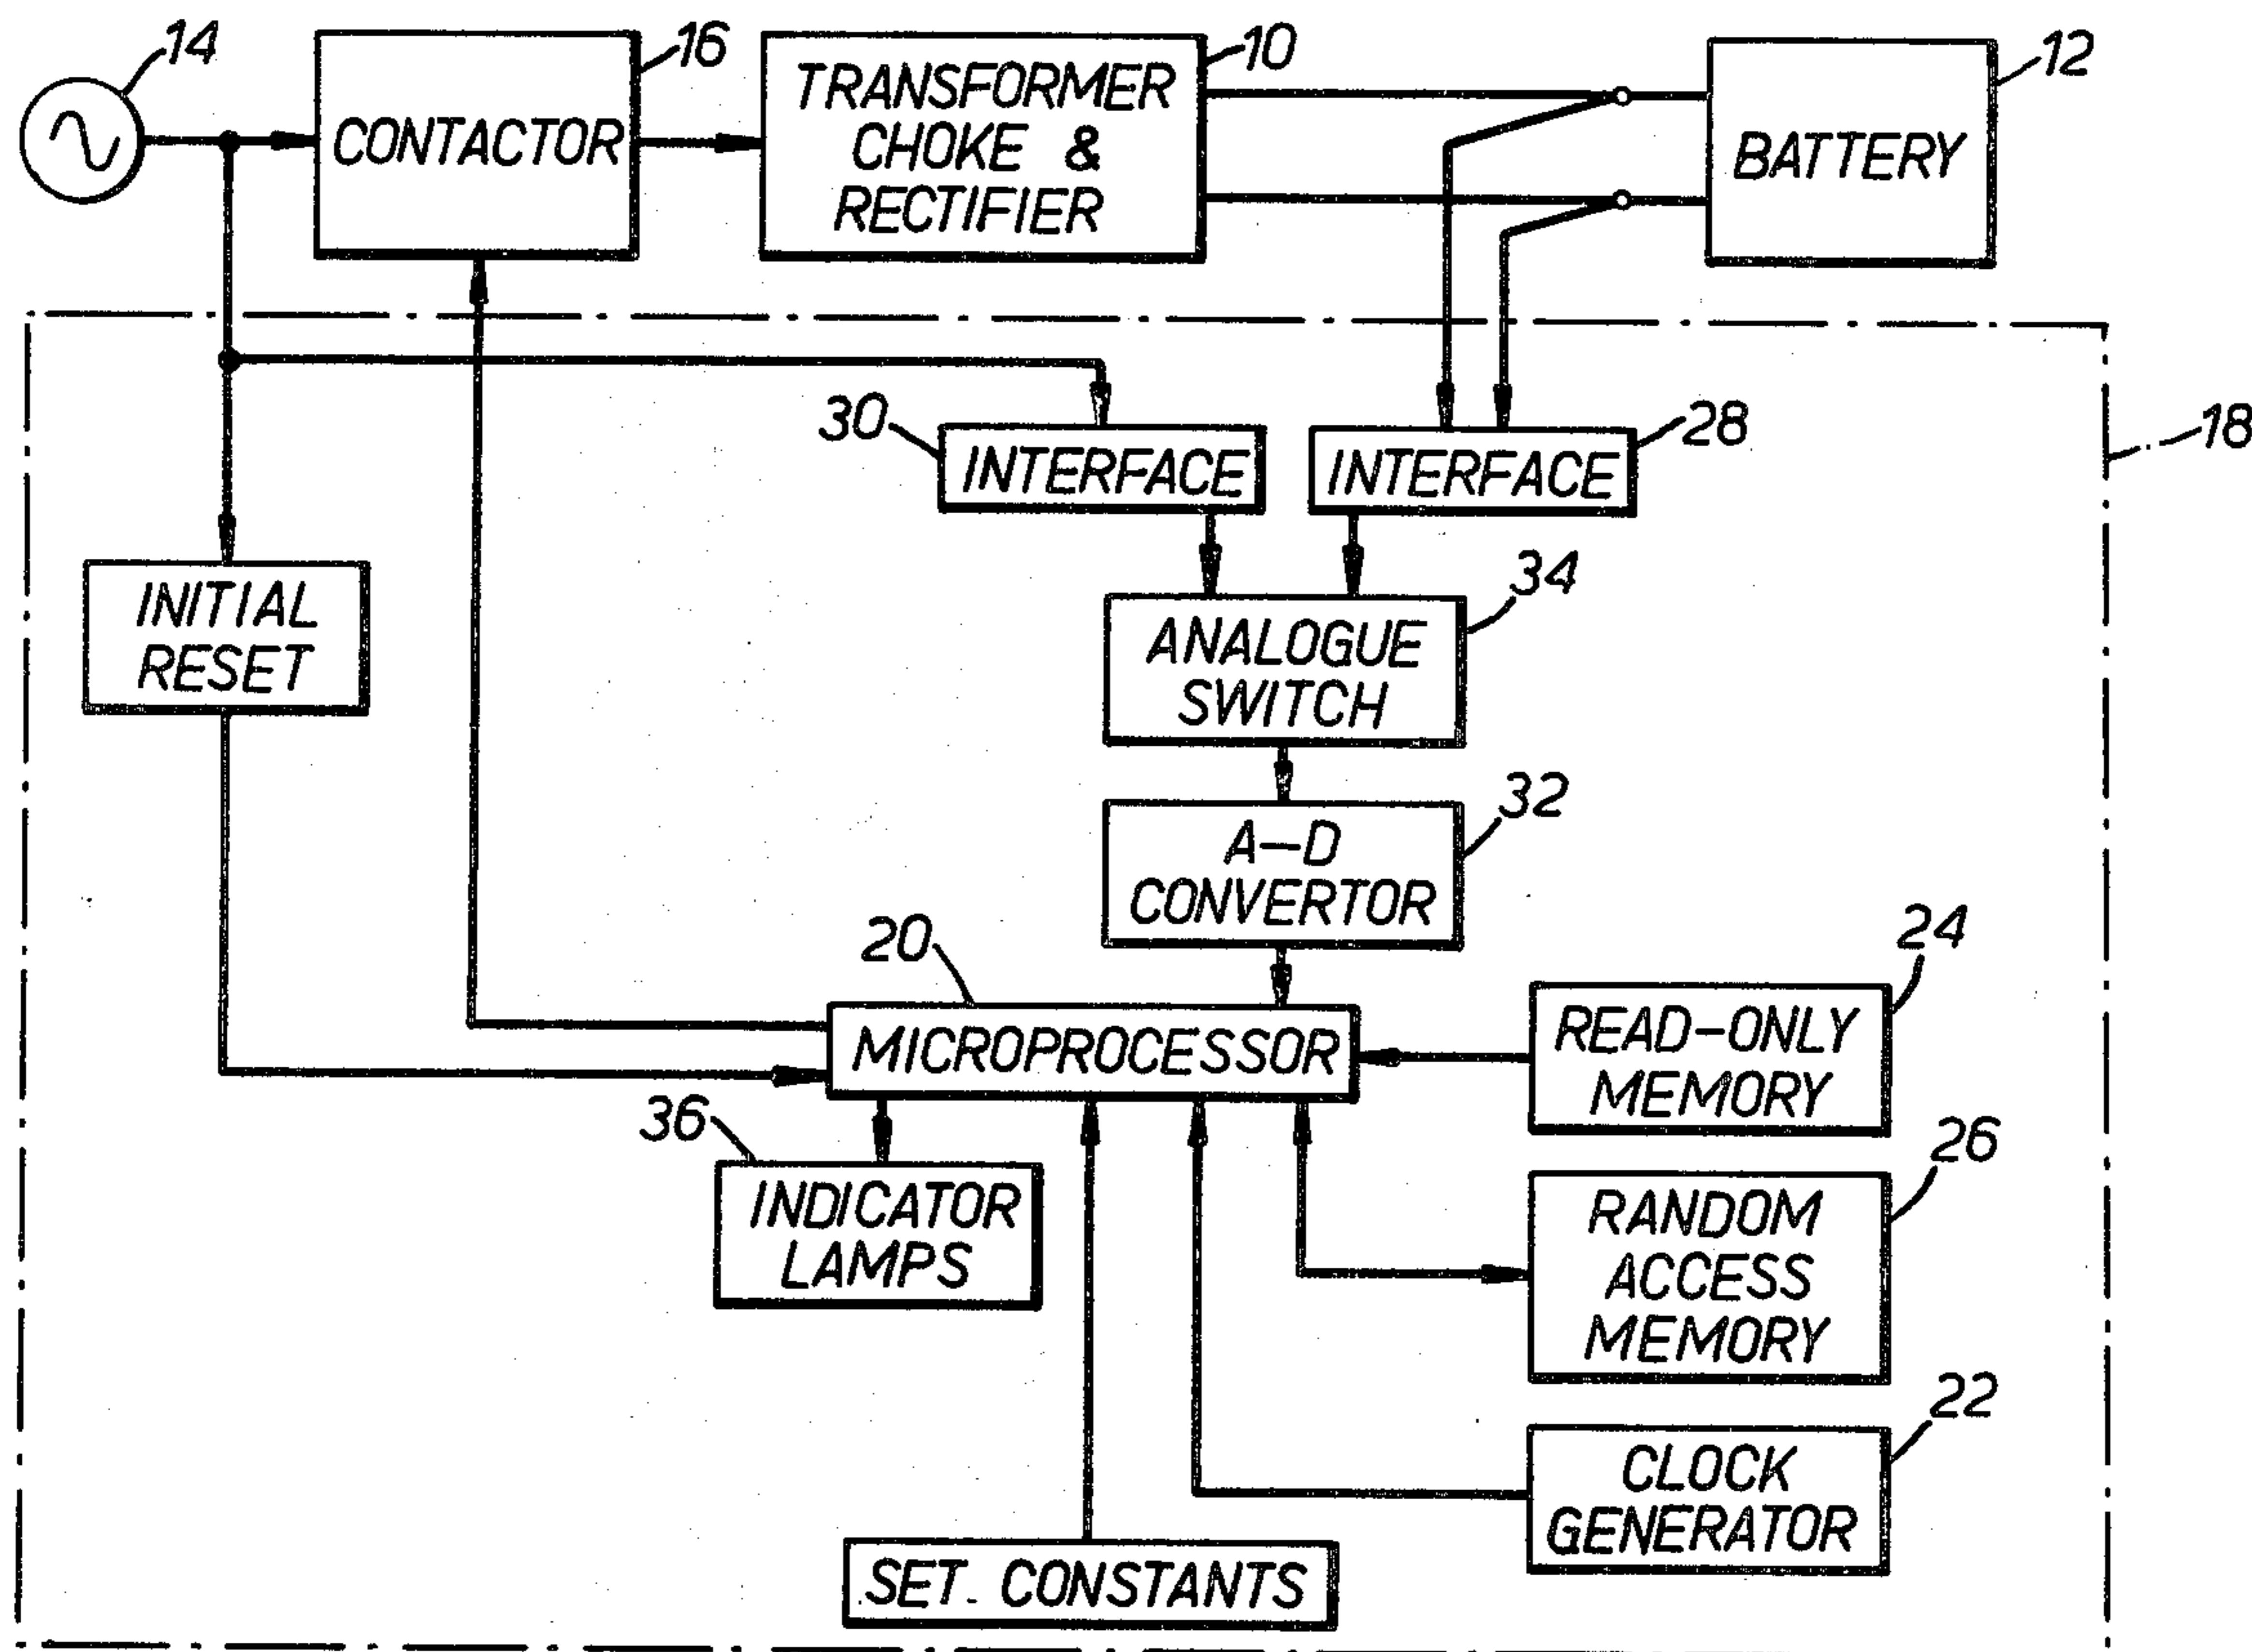 14
16
10
12
CONTACTOR
TRANSFORMER
CHOKE &
RECTIFIER
BATTERY
18
30
INTERFACE
28
INTERFACE
INITIAL
RESET
34
ANALOGUE
SWITCH
32
A-D
CONVERTOR
20
MICROPROCESSOR
24
READ-ONLY
MEMORY
36
INDICATOR
LAMPS
26
RANDOM
ACCESS
MEMORY
22
CLOCK
GENERATOR
SET. CONSTANTS